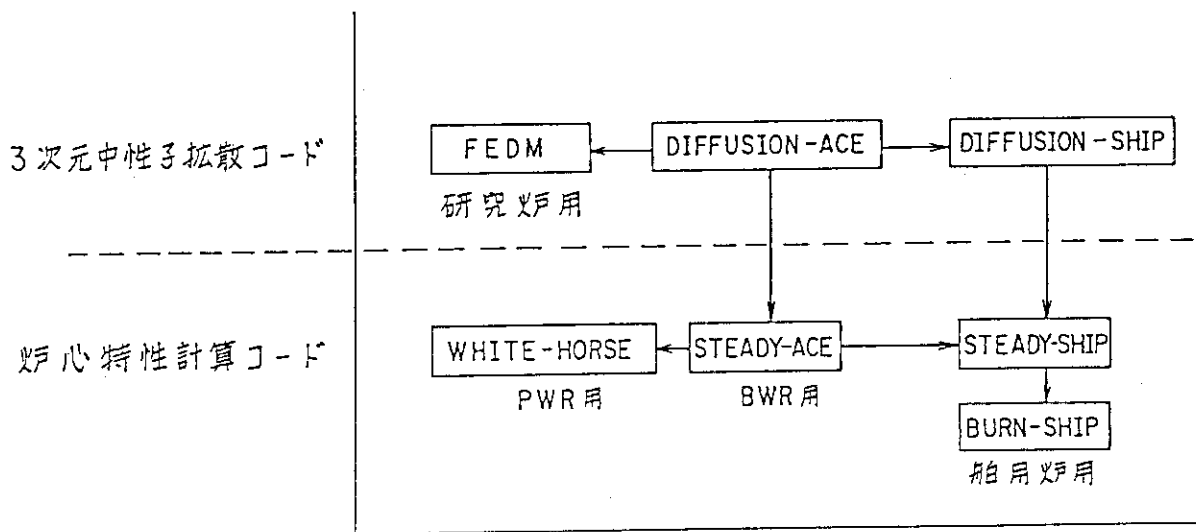 3次元中性子拡散コード
FEDM
DIFFUSION-ACE
DIFFUSION-SHIP
研究炉用
炉心特性計算コード
WHITE-HORSE
STEADY-ACE
STEADY-SHIP
PWR用
BWR用
BURN-SHIP
舶用炉用